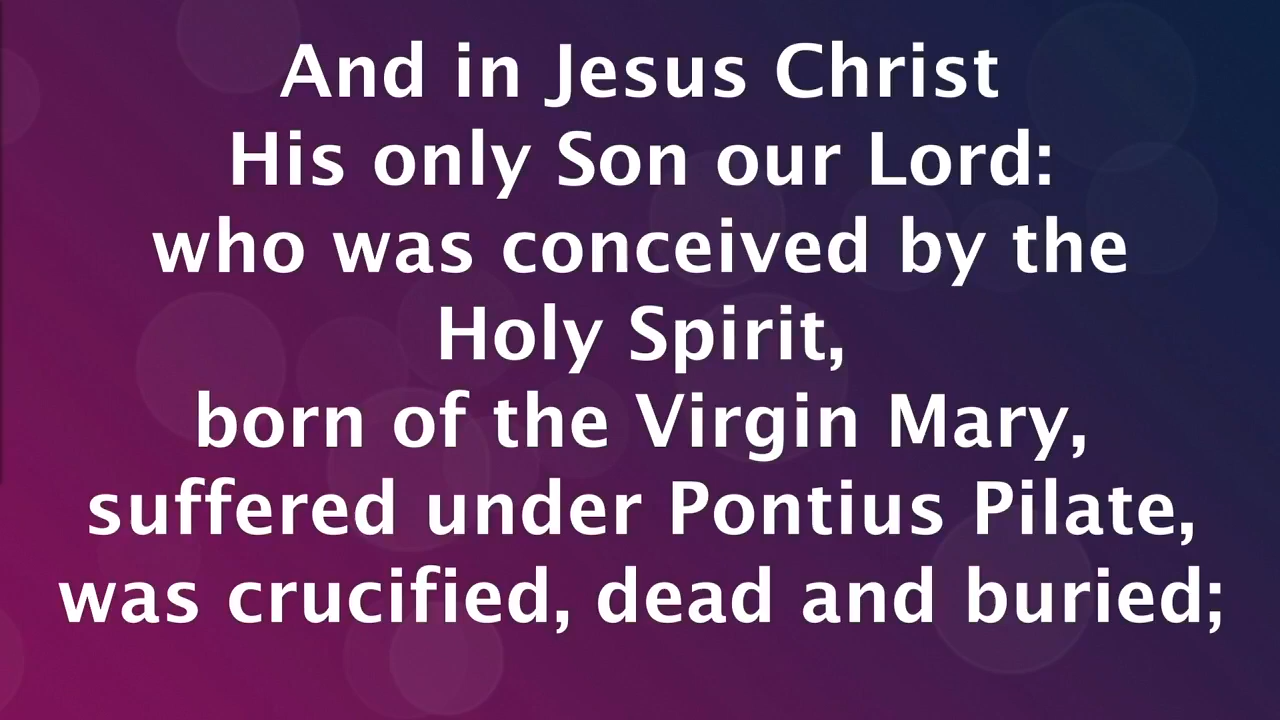 And in Jesus Christ
His only Son our Lord:
who was conceived by the
Holy Spirit,
born of the Virgin Mary,
suffered under Pontius Pilate,
was crucified, dead and buried;